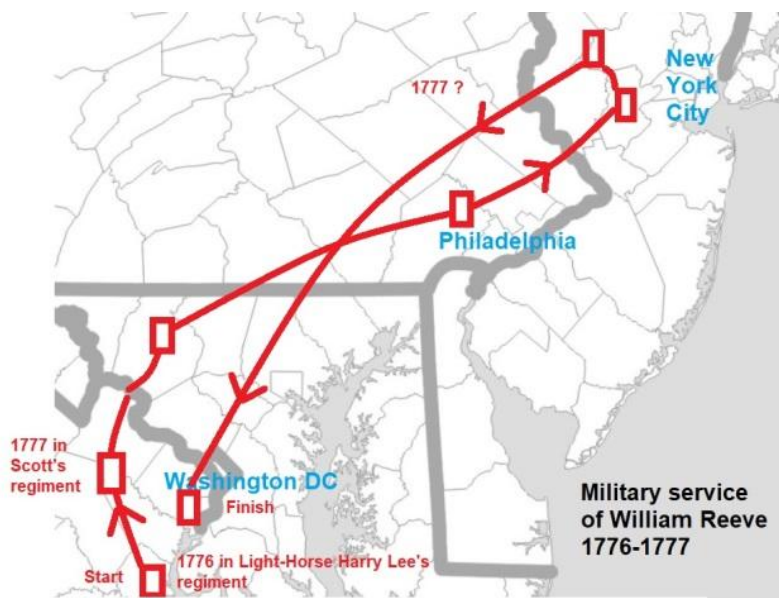 New
York
City
1777 ?
Philadelphia
1777 in
Scott's
regiment
Washington DC
Finish
Start
1776 in Light-Horse Harry Lee's
regiment
Military service
of William Reeve
1776-1777